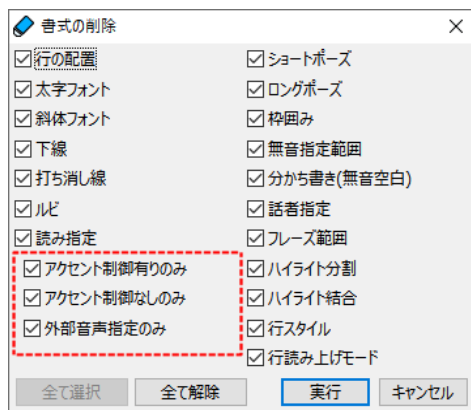 書式の削除
行の配置
太字フォント
斜体フォント
下線
打ち消し線
ルビ
読み指定
アクセント制御有りのみ
アクセント制御なしのみ
外部音声指定のみ
ショートポーズ
ロングポーズ
枠囲み
無音指定範囲
分かち書き(無音空白)
話者指定
フレーズ範囲
ハイライト分割
ハイライト結合
行スタイル
行読み上げモード
全て選択 全て解除 実行 キャンセル